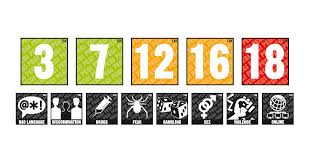 3 7 12 16 18
@*!
BAD LANGUAGE DISCRIMINATION DRUGS FEAR GAMBLING SEX VIOLENCE ONLINE